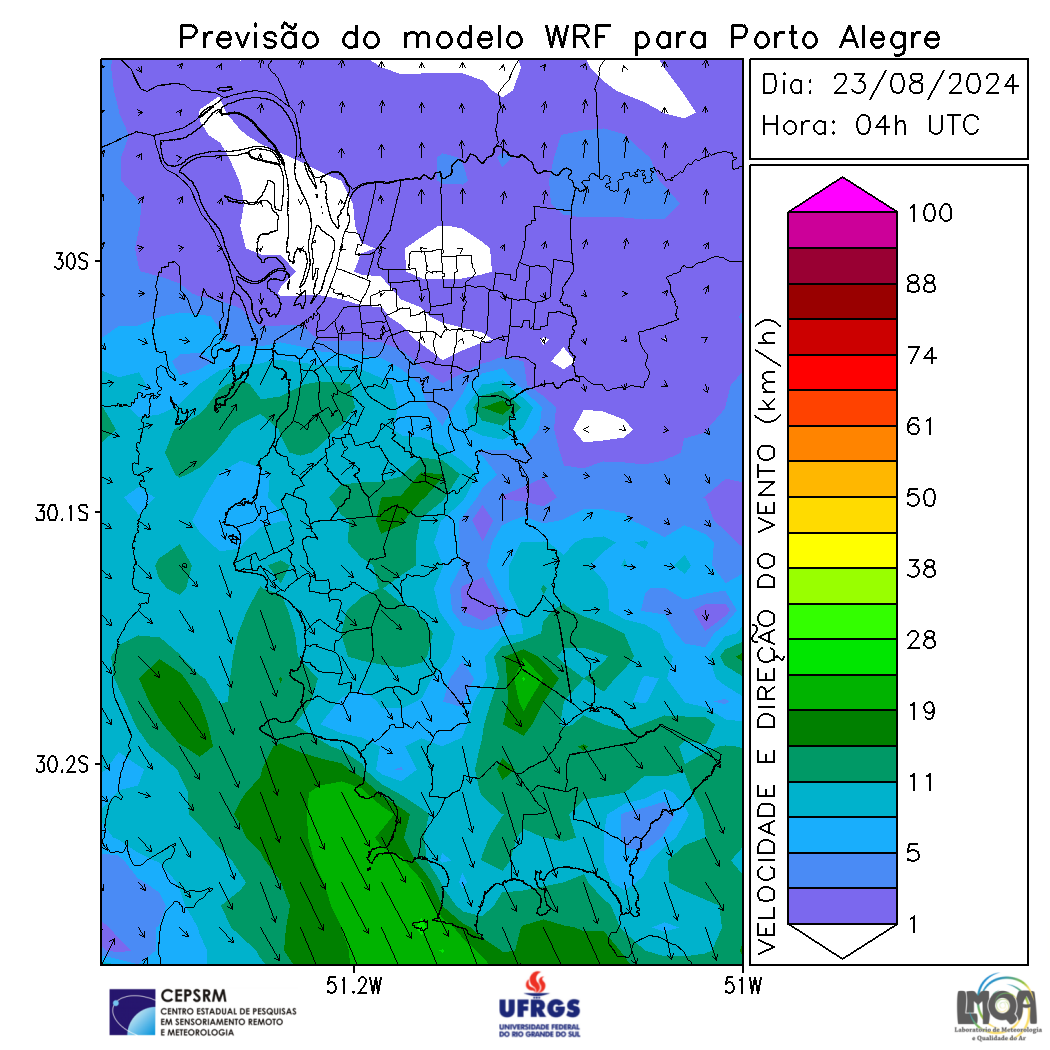 Previsão do modelo WRF para Porto Alegre
Dia: 23/08/2024
Hora: 04h UTC
30S
30.1S
30.2S
51.2W
51W
VELOCIDADE E DIREÇÃO DO VENTO (km/h)
100
88
74
61
50
38
28
19
11
5
1
CEPSRM
CENTRO ESTADUAL DE PESQUISAS
EM SENSORIAMENTO REMOTO
E METEOROLOGIA
UFRGS
UNIVERSIDADE FEDERAL
DO RIO GRANDE DO SUL
LMQA
Laboratório de Meteorologia
e Qualidade do Ar